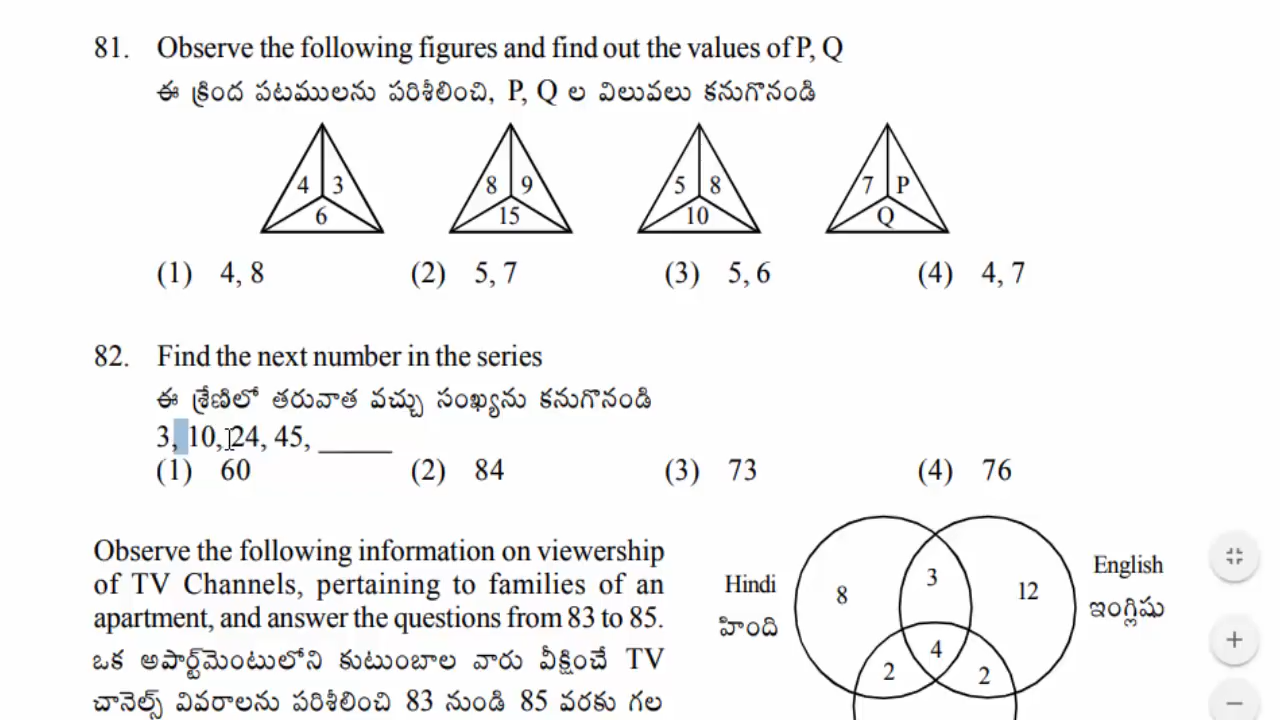 81. Observe the following figures and find out the values of P, Q
ఈ క్రింద పటములను పరిశీలించి, P, Q ల విలువలు కనుగొనండి
4 3 8 9 5 8 7 P
6 15 10 Q
(1) 4, 8 (2) 5, 7 (3) 5, 6 (4) 4, 7
82. Find the next number in the series
ఈ శ్రేణిలో తరువాత వచ్చు సంఖ్యను కనుగొనండి
3, 10, 24, 45, _____
(1) 60 (2) 84 (3) 73 (4) 76
Observe the following information on viewership
of TV Channels, pertaining to families of an
apartment, and answer the questions from 83 to 85.
ఒక అపార్ట్‌మెంటులోని కుటుంబాల వారు వీక్షించే TV
చానెల్స్ వివరాలను పరిశీలించి 83 నుండి 85 వరకు గల
Hindi
హింది
8
3
12
English
ఇంగ్లిషు
4
2
2